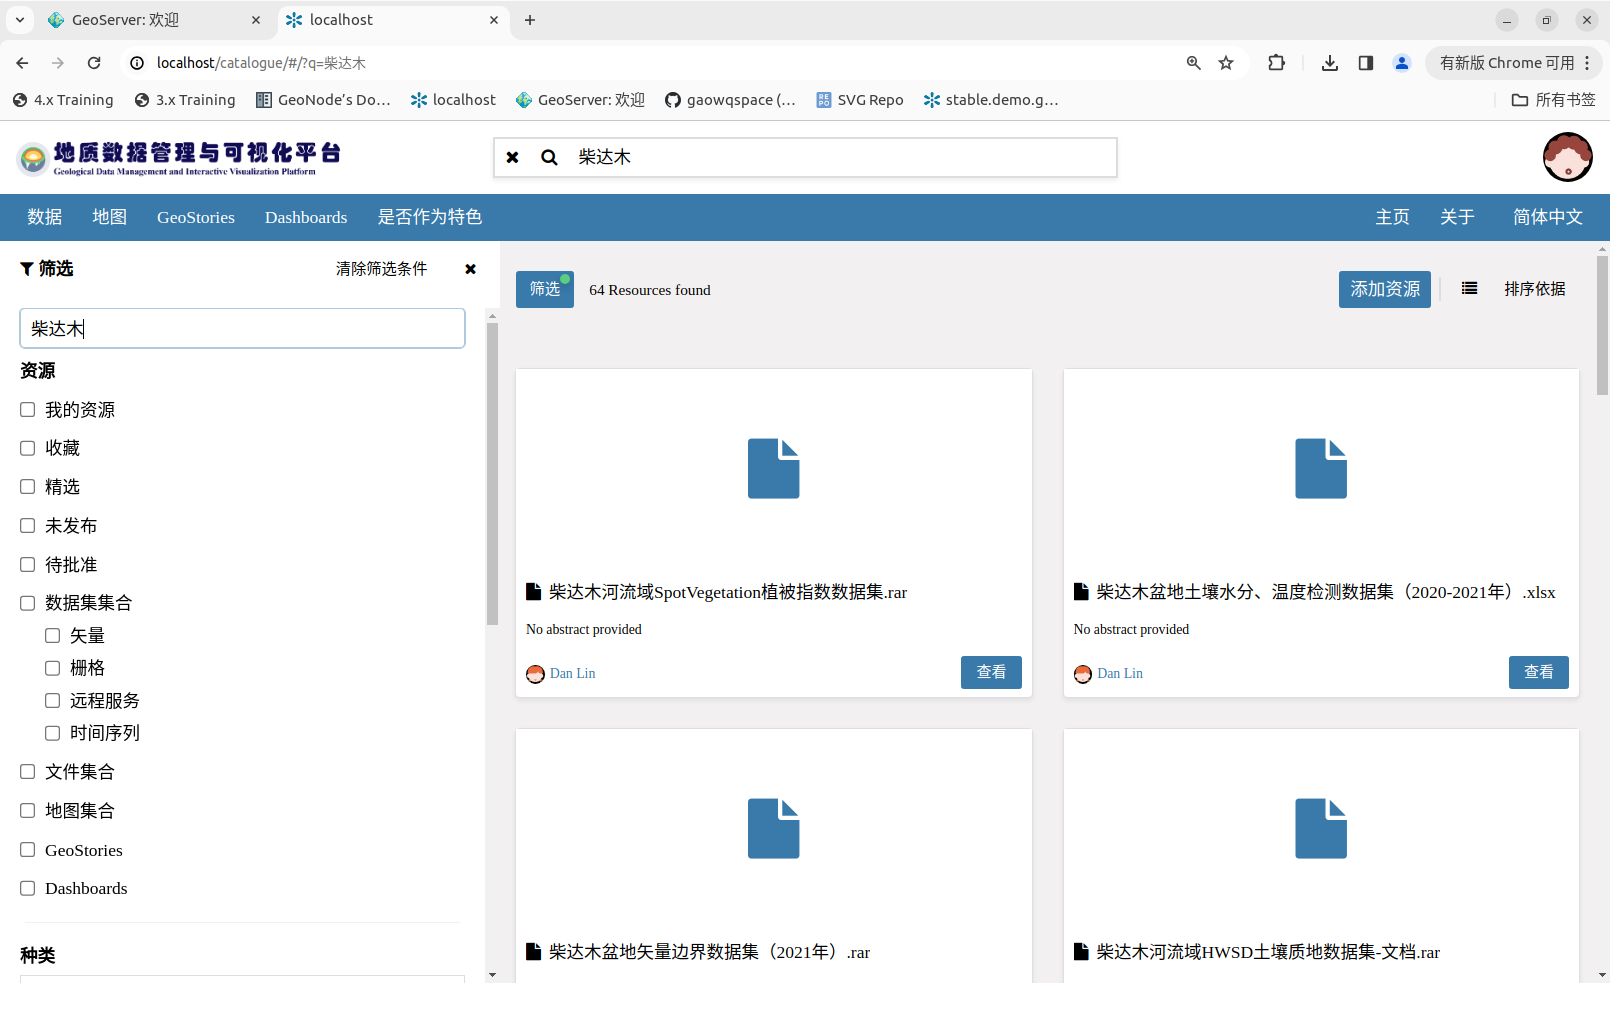 GeoServer: 欢迎
localhost
localhost/catalogue/#/?q=柴达木
有新版 Chrome 可用
4.x Training
3.x Training
GeoNode's Do...
localhost
GeoServer: 欢迎
gaowqspace (...
SVG Repo
stable.demo.g...
所有书签
地质数据管理与可视化平台
Geological Data Management and Interactive Visualization Platform
柴达木
数据
地图
GeoStories
Dashboards
是否作为特色
主页
关于
简体中文
筛选
清除筛选条件
柴达木
资源
我的资源
收藏
精选
未发布
待批准
数据集集合
矢量
栅格
远程服务
时间序列
文件集合
地图集合
GeoStories
Dashboards
种类
筛选
64 Resources found
添加资源
排序依据
柴达木河流域SpotVegetation植被指数数据集.rar
No abstract provided
Dan Lin
查看
柴达木盆地土壤水分、温度检测数据集（2020-2021年）.xlsx
No abstract provided
Dan Lin
查看
柴达木盆地矢量边界数据集（2021年）.rar
柴达木河流域HWSD土壤质地数据集-文档.rar